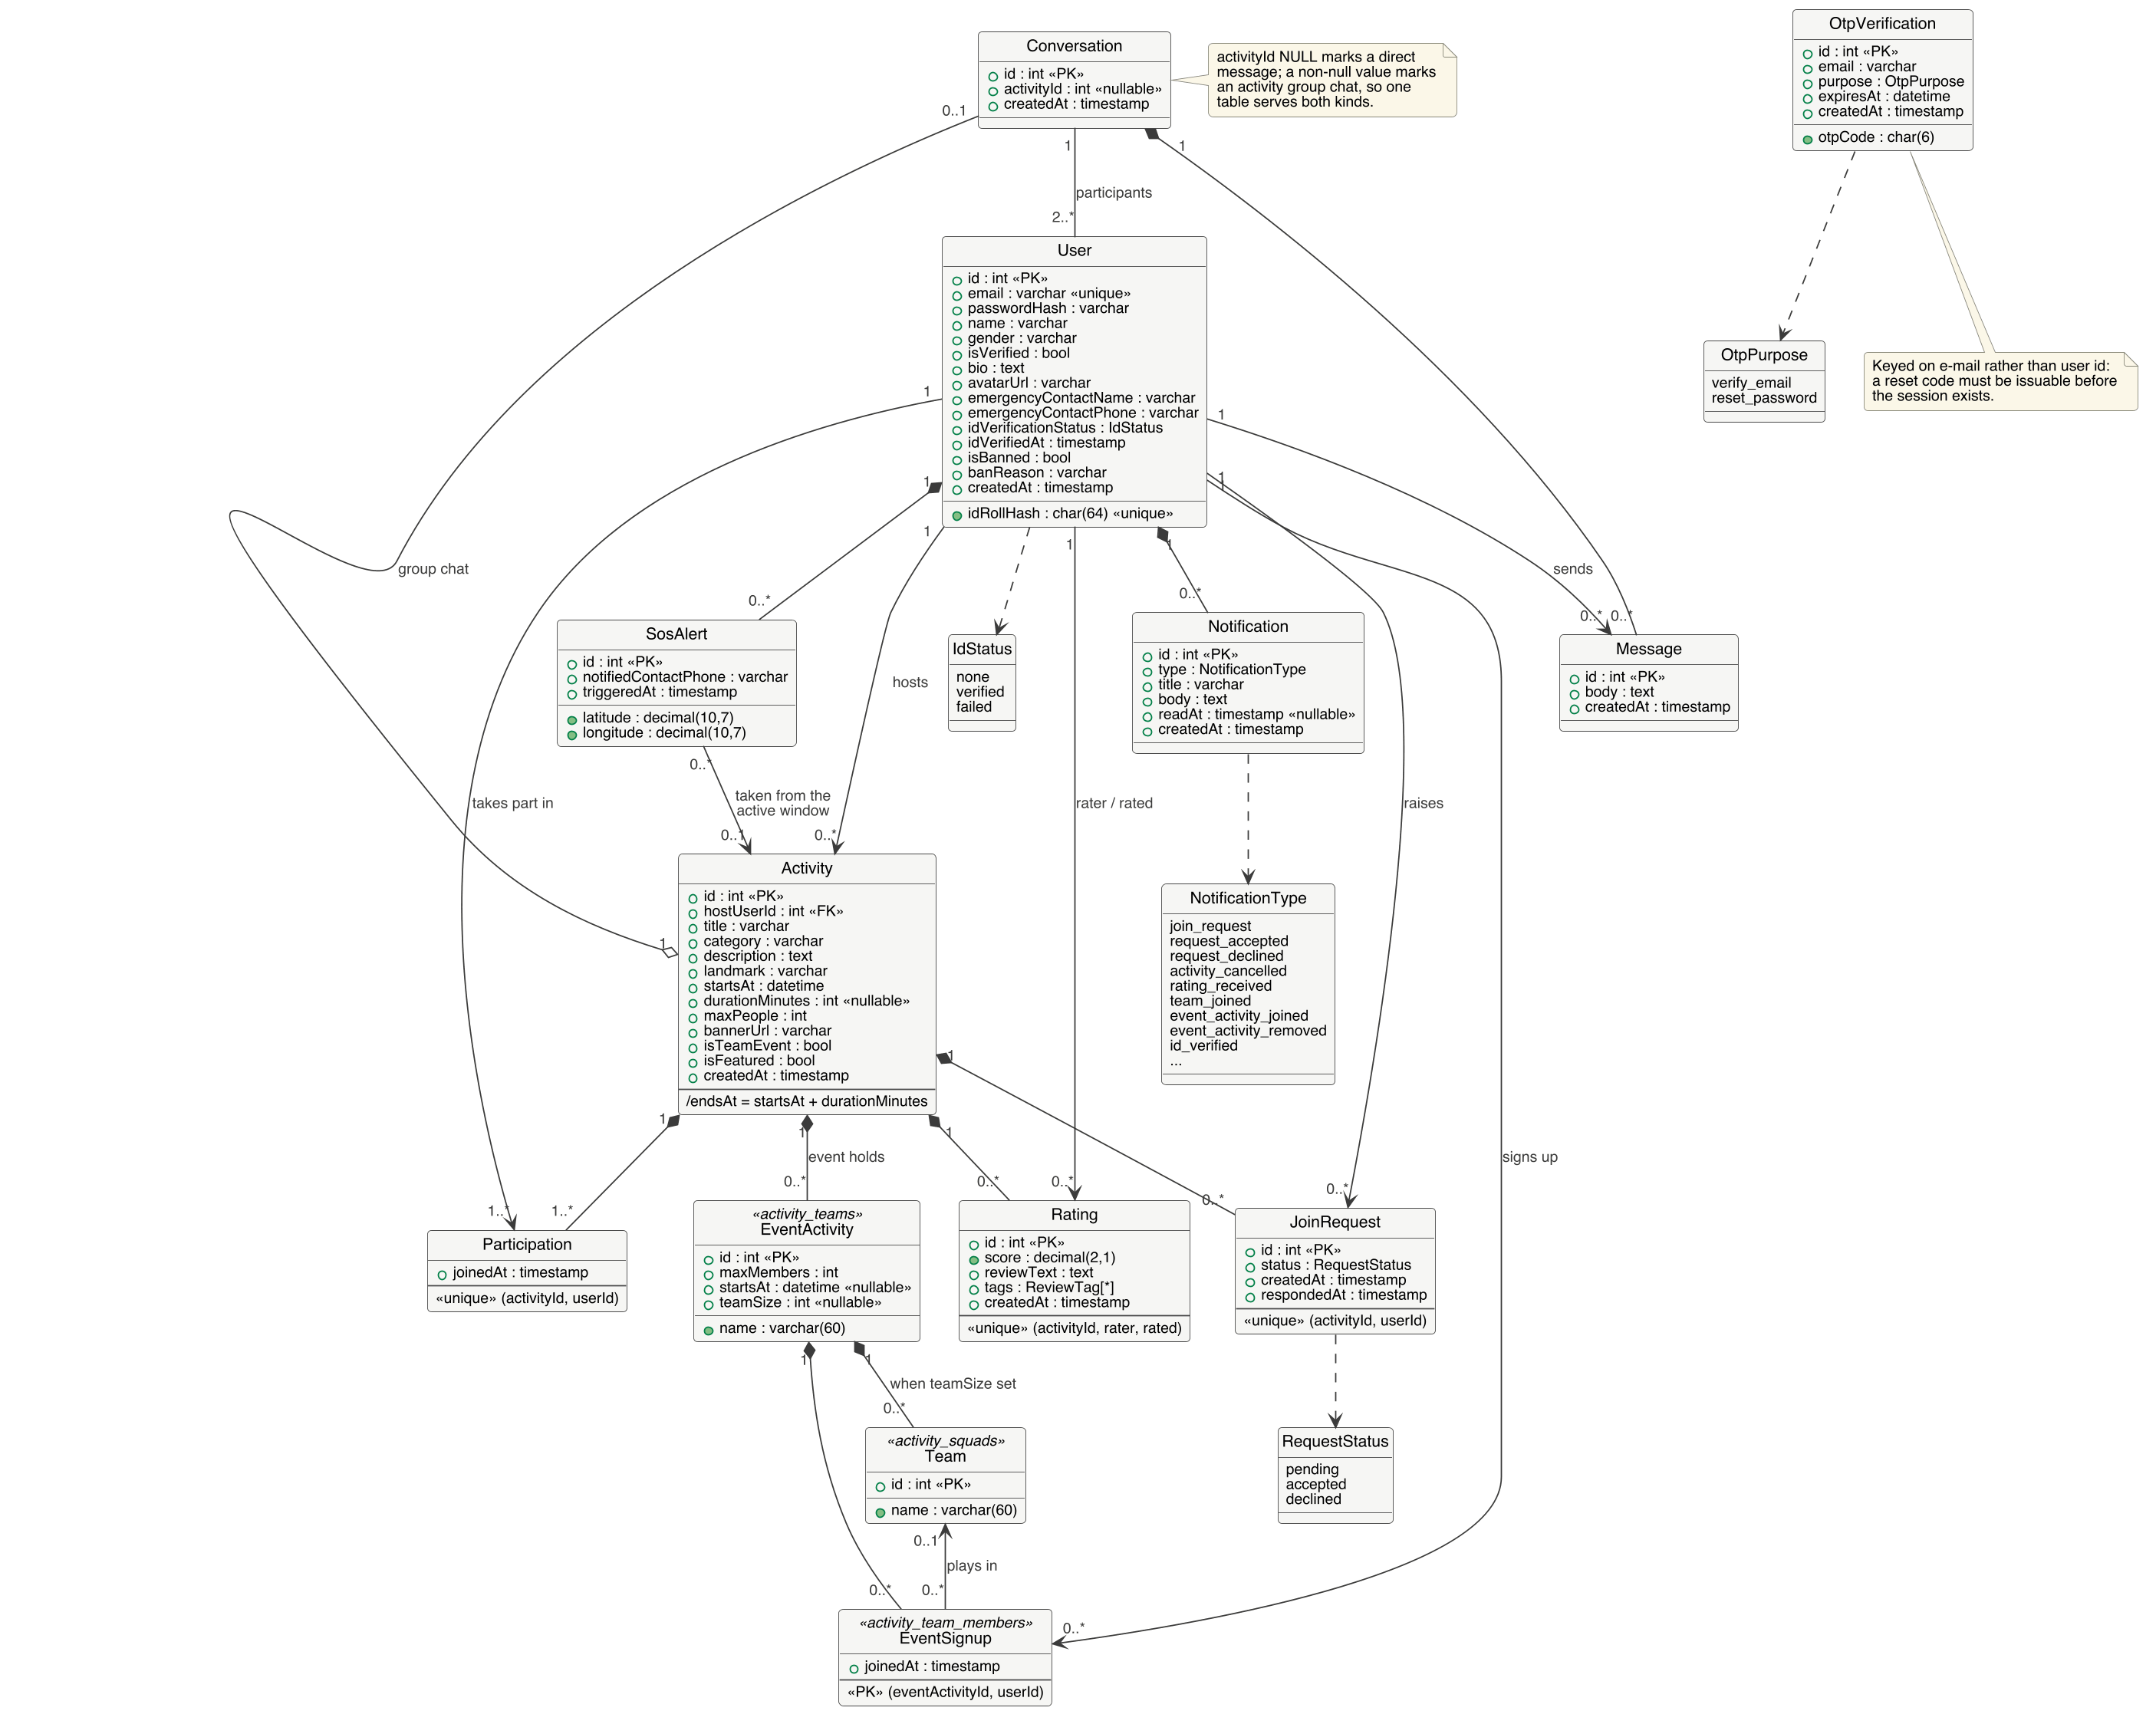 Conversation
id : int «PK»
activityId : int «nullable»
createdAt : timestamp
activityId NULL marks a direct
message; a non-null value marks
an activity group chat, so one
table serves both kinds.
OtpVerification
id : int «PK»
email : varchar
purpose : OtpPurpose
expiresAt : datetime
createdAt : timestamp
otpCode : char(6)
0..1
1
1
participants
2..*
User
id : int «PK»
email : varchar «unique»
passwordHash : varchar
name : varchar
gender : varchar
isVerified : bool
bio : text
avatarUrl : varchar
emergencyContactName : varchar
emergencyContactPhone : varchar
idVerificationStatus : IdStatus
idVerifiedAt : timestamp
isBanned : bool
banReason : varchar
createdAt : timestamp
idRollHash : char(64) «unique»
OtpPurpose
verify_email
reset_password
Keyed on e-mail rather than user id:
a reset code must be issuable before
the session exists.
1
1
1
1
1
1
1
1
group chat
sends
0..*
0..*
0..*
0..*
SosAlert
id : int «PK»
notifiedContactPhone : varchar
triggeredAt : timestamp
latitude : decimal(10,7)
longitude : decimal(10,7)
hosts
IdStatus
none
verified
failed
Notification
id : int «PK»
type : NotificationType
title : varchar
body : text
readAt : timestamp «nullable»
createdAt : timestamp
Message
id : int «PK»
body : text
createdAt : timestamp
0..*
takes part in
taken from the
active window
rater / rated
raises
0..1
0..*
Activity
id : int «PK»
hostUserId : int «FK»
title : varchar
category : varchar
description : text
landmark : varchar
startsAt : datetime
durationMinutes : int «nullable»
maxPeople : int
bannerUrl : varchar
isTeamEvent : bool
isFeatured : bool
createdAt : timestamp
/endsAt = startsAt + durationMinutes
1
1
NotificationType
join_request
request_accepted
request_declined
activity_cancelled
rating_received
team_joined
event_activity_joined
event_activity_removed
id_verified
...
1
1
1
event holds
signs up
1..*
1..*
0..*
0..*
0..*
0..*
0..*
Participation
joinedAt : timestamp
«unique» (activityId, userId)
«activity_teams»
EventActivity
id : int «PK»
maxMembers : int
startsAt : datetime «nullable»
teamSize : int «nullable»
name : varchar(60)
Rating
id : int «PK»
score : decimal(2,1)
reviewText : text
tags : ReviewTag[*]
createdAt : timestamp
«unique» (activityId, rater, rated)
JoinRequest
id : int «PK»
status : RequestStatus
createdAt : timestamp
respondedAt : timestamp
«unique» (activityId, userId)
1
1
when teamSize set
0..*
«activity_squads»
Team
id : int «PK»
name : varchar(60)
RequestStatus
pending
accepted
declined
0..1
plays in
0..*
0..*
0..*
«activity_team_members»
EventSignup
joinedAt : timestamp
«PK» (eventActivityId, userId)